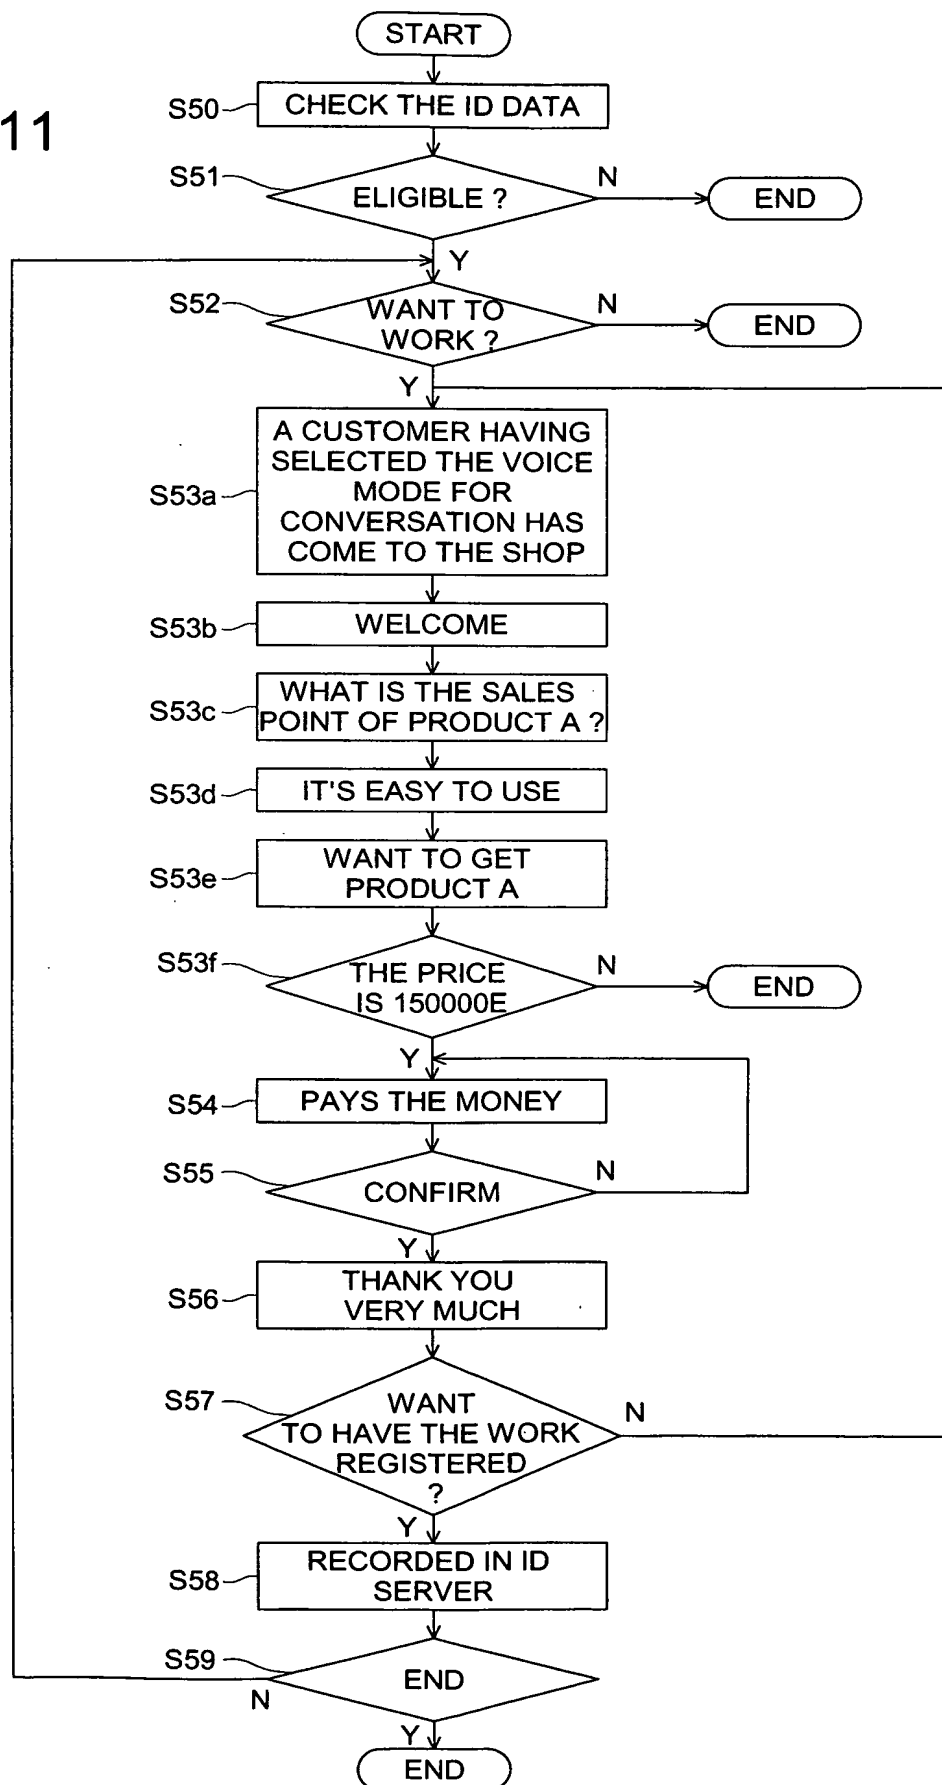 START
11
S50
CHECK THE ID DATA
S51
ELIGIBLE ?
N
END
Y
S52
WANT TO
WORK ?
N
END
Y
S53a
A CUSTOMER HAVING
SELECTED THE VOICE
MODE FOR
CONVERSATION HAS
COME TO THE SHOP
S53b
WELCOME
S53c
WHAT IS THE SALES
POINT OF PRODUCT A ?
S53d
IT'S EASY TO USE
S53e
WANT TO GET
PRODUCT A
S53f
THE PRICE
IS 150000E
N
END
Y
S54
PAYS THE MONEY
S55
CONFIRM
N
Y
S56
THANK YOU
VERY MUCH
S57
WANT
TO HAVE THE WORK
REGISTERED
?
N
Y
S58
RECORDED IN ID
SERVER
S59
END
N
Y
END